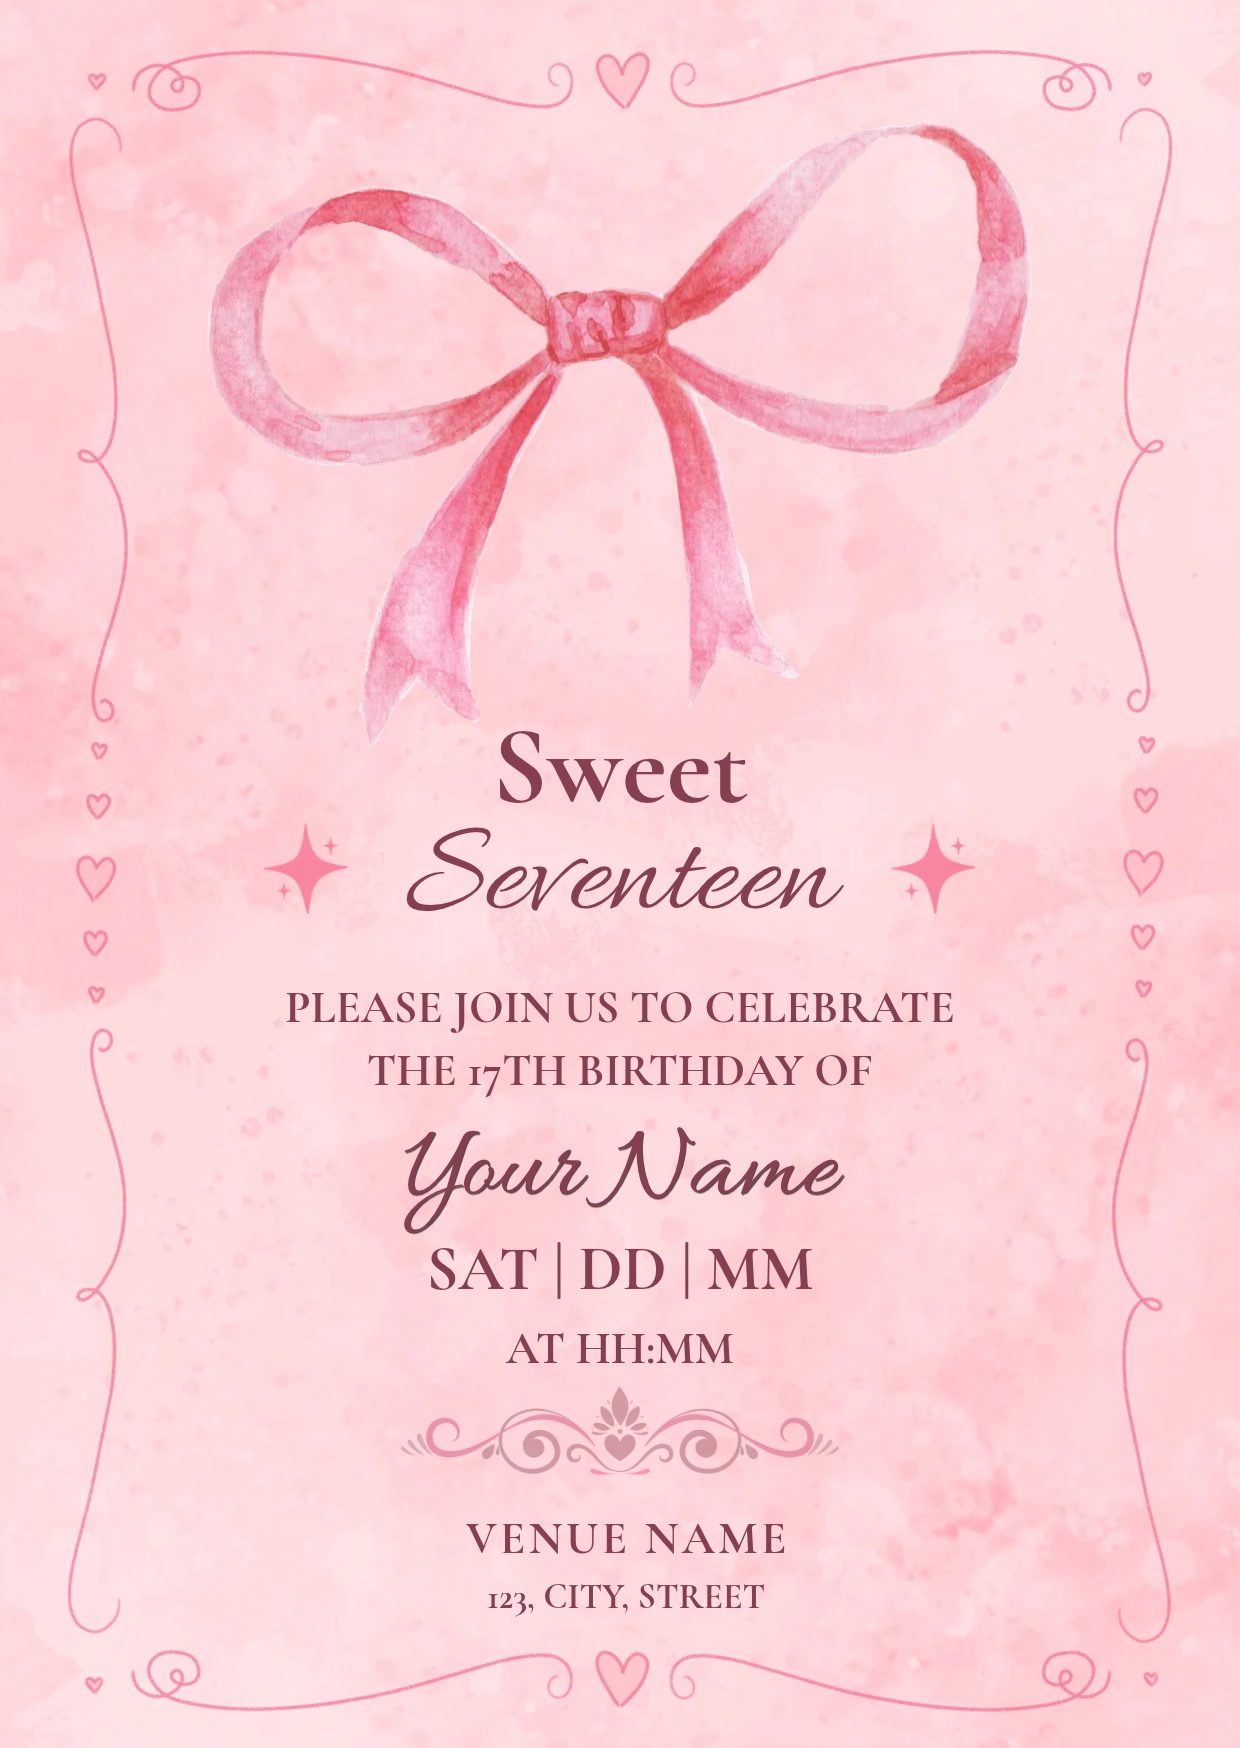 Sweet
Seventeen
PLEASE JOIN US TO CELEBRATE
THE 17TH BIRTHDAY OF
Your Name
SAT | DD | MM
AT HH:MM
VENUE NAME
123, CITY, STREET